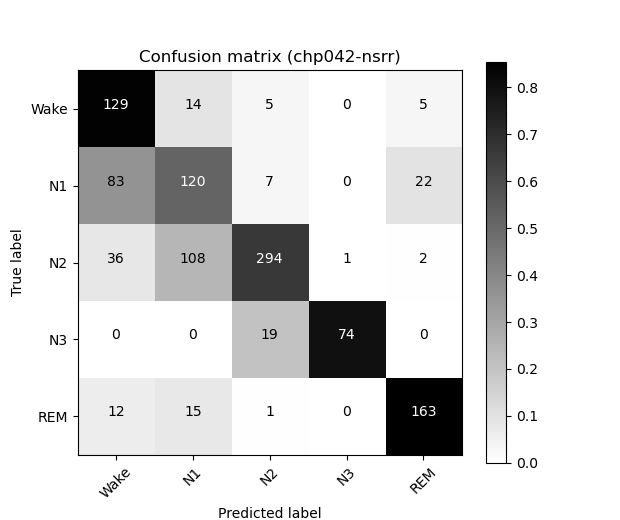 Confusion matrix (chp042-nsrr)
Wake 129 14 5 0 5
N1 83 120 7 0 22
N2 36 108 294 1 2
N3 0 0 19 74 0
REM 12 15 1 0 163
Wake N1 N2 N3 REM
True label
Predicted label
0.8
0.7
0.6
0.5
0.4
0.3
0.2
0.1
0.0